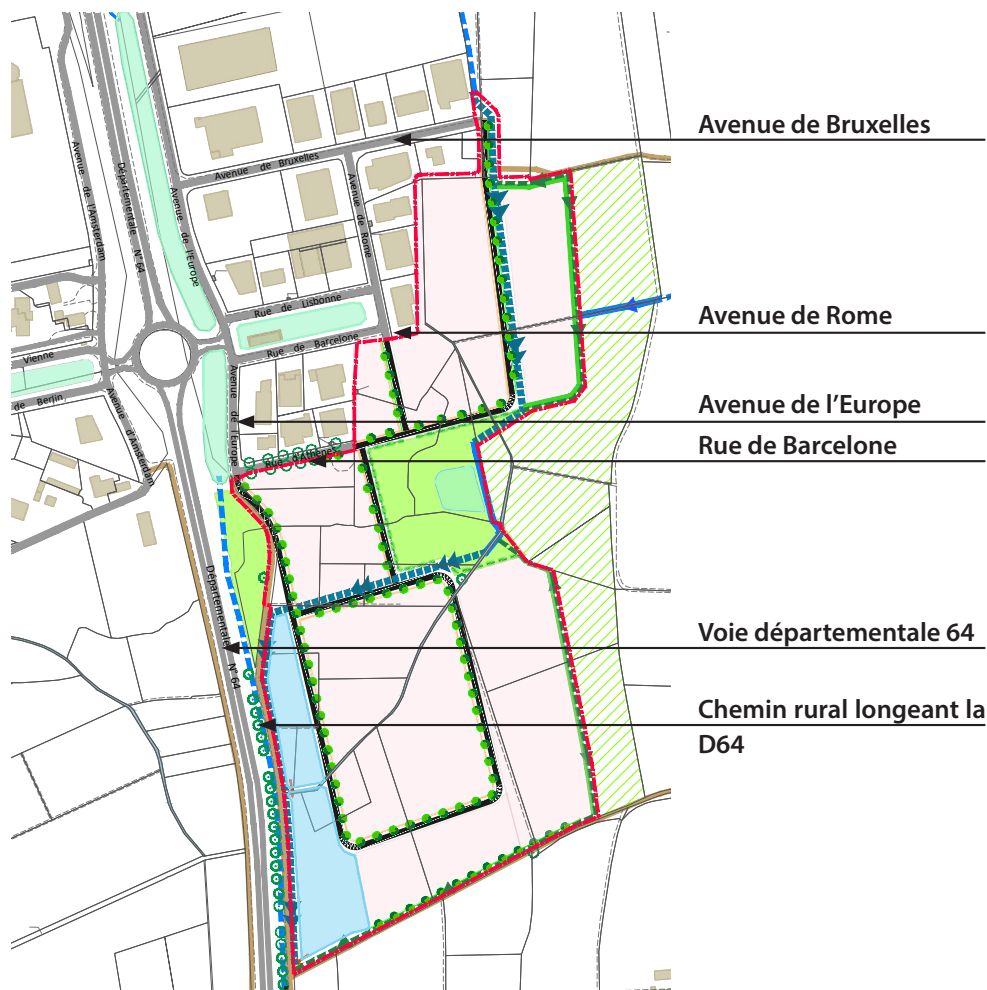 Avenue de Bruxelles
Avenue de Rome
Avenue de l’Europe
Rue de Barcelone
Voie départementale 64
Chemin rural longeant la
D64
Avenue de Bruxelles
Avenue de Rome
Avenue de l'Amsterdam
Départementale N° 64
Avenue de l'Europe
Rue de Lisbonne
Rue de Barcelone
Vienne
de Berlin
Avenue d'Amsterdam
Avenue de l'Europe
Rue d'Athènes
Départementale N° 64